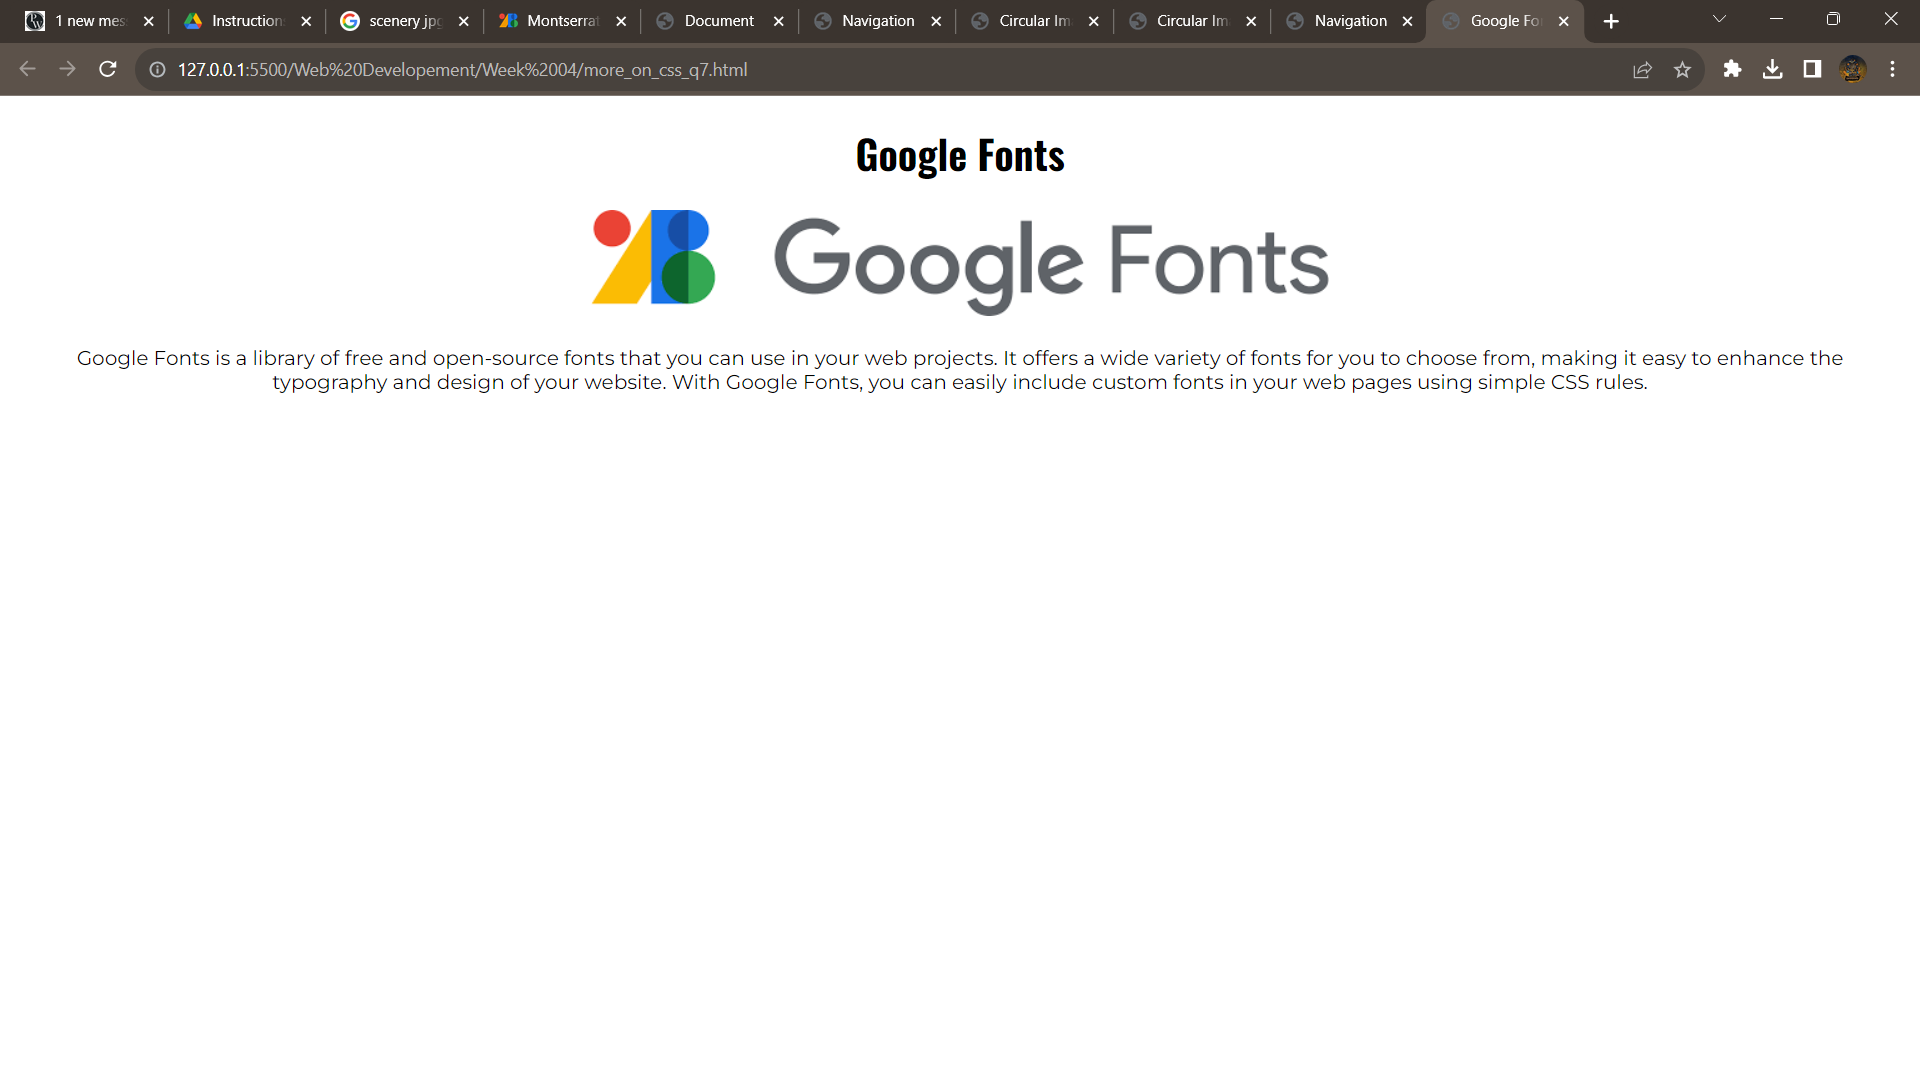 1 new mes
Instruction
scenery jpg
Montserrat
Document
Navigation
Circular Im
Circular Im
Navigation
Google Fo
127.0.0.1:5500/Web%20Developement/Week%2004/more_on_css_q7.html
Google Fonts
Google Fonts
Google Fonts is a library of free and open-source fonts that you can use in your web projects. It offers a wide variety of fonts for you to choose from, making it easy to enhance the
typography and design of your website. With Google Fonts, you can easily include custom fonts in your web pages using simple CSS rules.